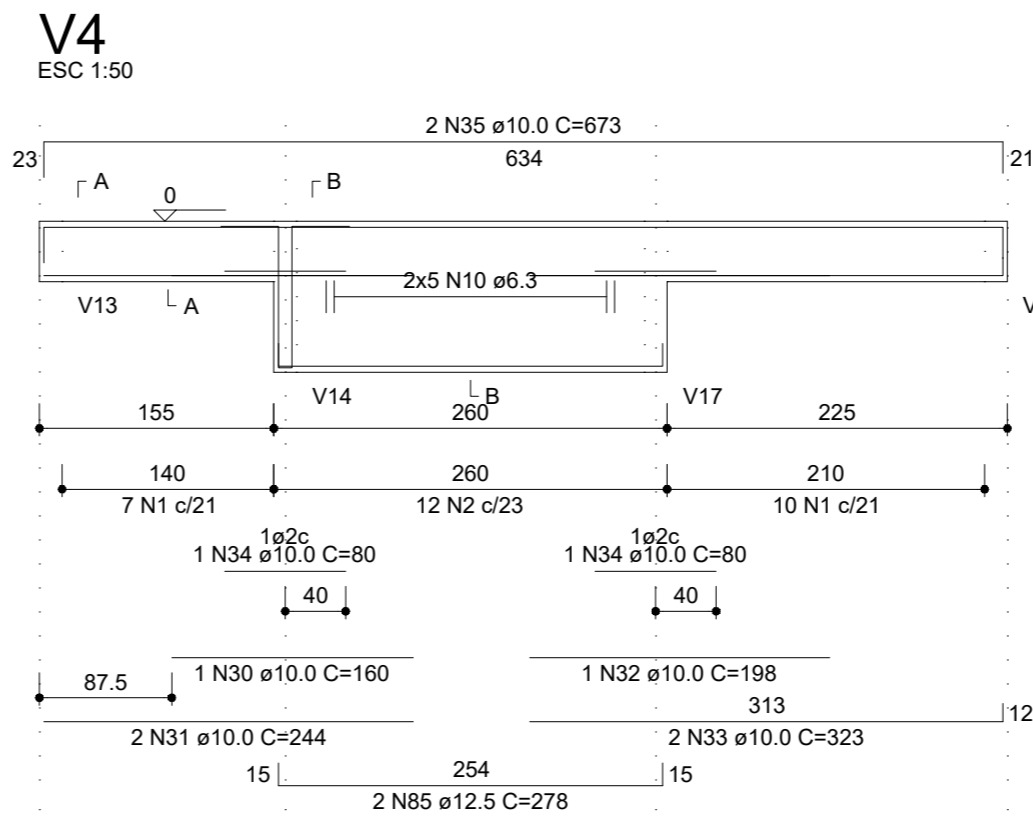 V4
ESC 1:50
2 N35 ø10.0 C=673
23 634 21
A B
0
2x5 N10 ø6.3
V13 A V
V14 B V17
155 260 225
140 260 210
7 N1 c/21 12 N2 c/23 10 N1 c/21
1ø2c 1ø2c
1 N34 ø10.0 C=80 1 N34 ø10.0 C=80
40 40
1 N30 ø10.0 C=160 1 N32 ø10.0 C=198
87.5
313 12
2 N31 ø10.0 C=244 2 N33 ø10.0 C=323
15 254 15
2 N85 ø12.5 C=278